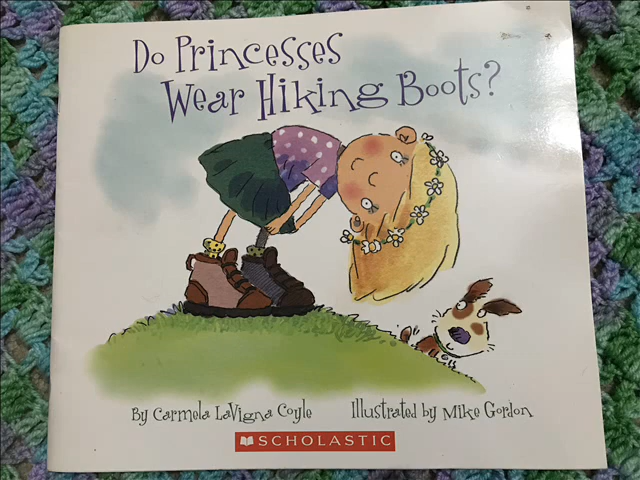 Do Princesses
Wear Hiking Boots?
By Carmela LaVigna Coyle Illustrated by Mike Gordon
SCHOLASTIC